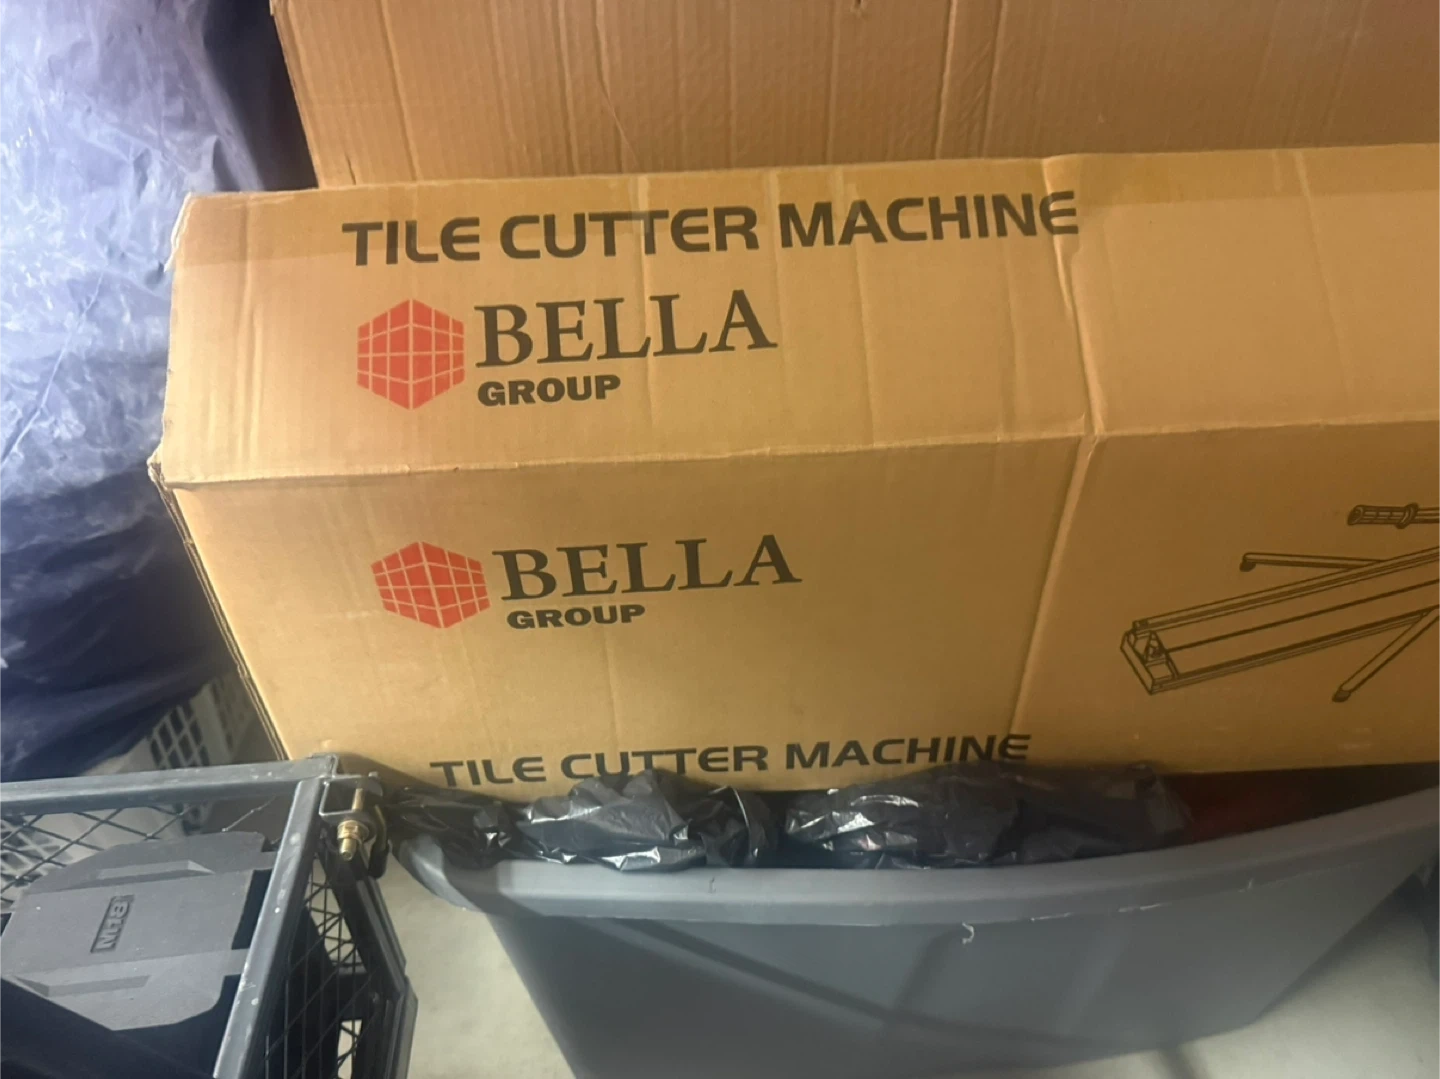 TILE CUTTER MACHINE
BELLA
GROUP
BELLA
GROUP
TILE CUTTER MACHINE